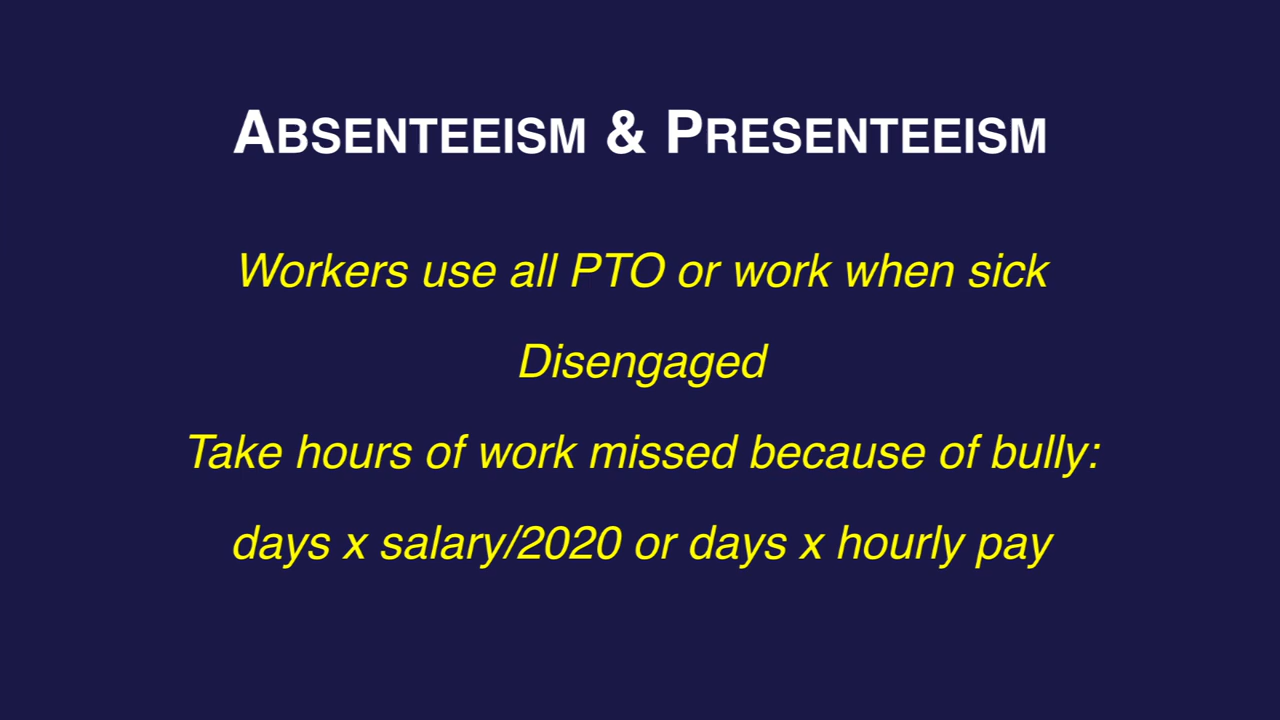 ABSENTEEISM & PRESENTEEISM
Workers use all PTO or work when sick
Disengaged
Take hours of work missed because of bully:
days x salary/2020 or days x hourly pay